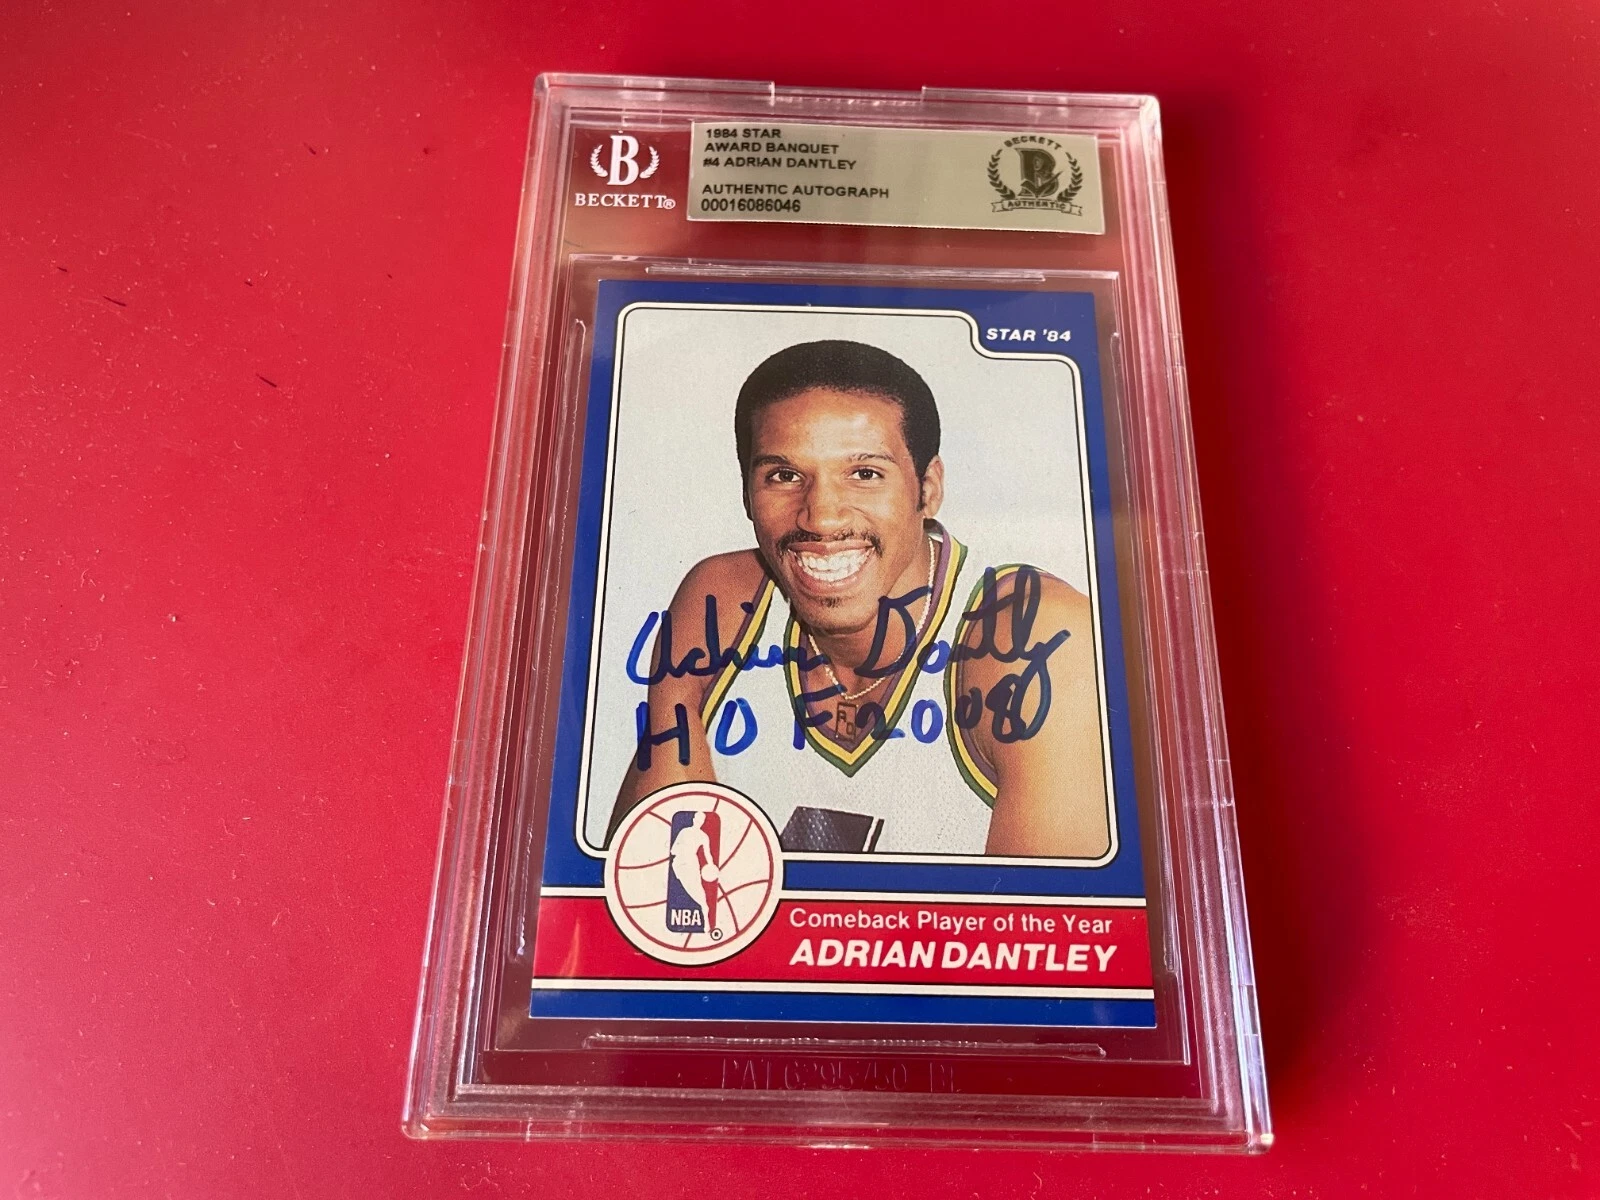 1984 STAR
AWARD BANQUET
#4 ADRIAN DANTLEY
AUTHENTIC AUTOGRAPH
00016086046
B
BECKETT®
BECKETT
B
AUTHENTIC
STAR '84
Adrian Dantley
HOF 2008
NBA
®
Comeback Player of the Year
ADRIAN DANTLEY